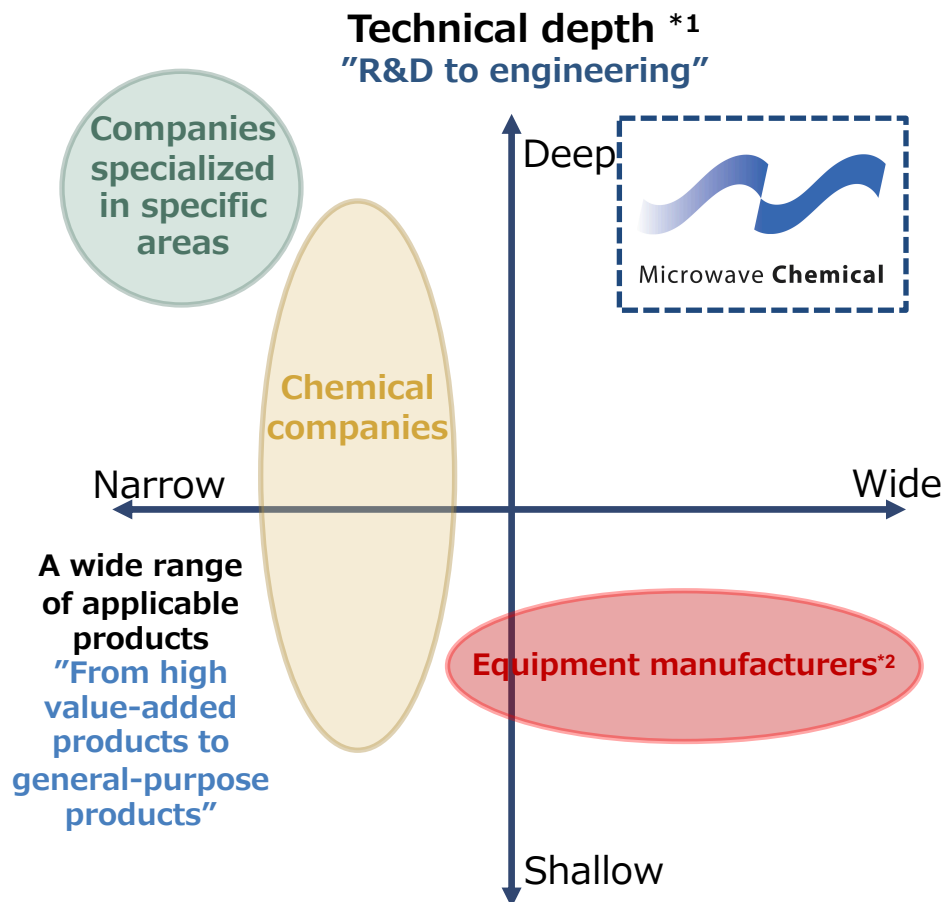 Technical depth *1
”R&D to engineering”
Companies
specialized
in specific
areas
Deep
Microwave Chemical
Chemical
companies
Narrow
Wide
A wide range
of applicable
products
”From high
value-added
products to
general-purpose
products”
Equipment manufacturers*2
Shallow